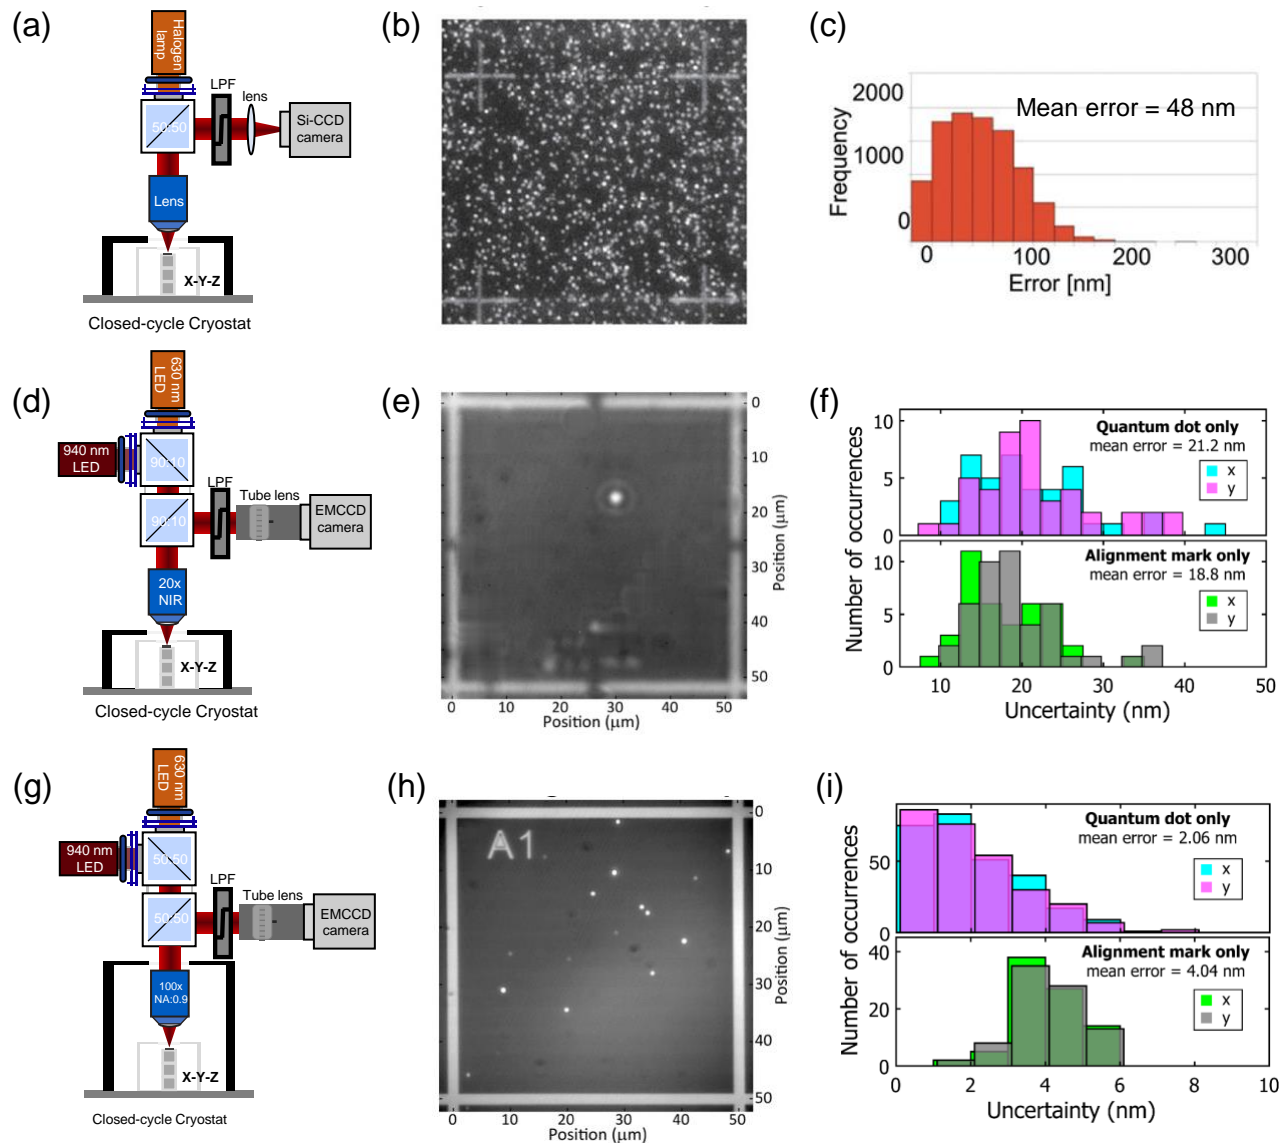 (a)
Halogen
lamp
50:50
LPF
lens
Si-CCD
camera
Lens
X-Y-Z
Closed-cycle Cryostat
(b)
(c)
Mean error = 48 nm
Frequency
2000
1000
0
0 100 200 300
Error [nm]
(d)
630 nm
LED
940 nm
LED
90:10
90:10
LPF
Tube lens
EMCCD
camera
20x
NIR
X-Y-Z
Closed-cycle Cryostat
(e)
0
10
20
30
40
50
Position (μm)
0 10 20 30 40 50
Position (μm)
(f)
Number of occurrences
10
5
0
Quantum dot only
mean error = 21.2 nm
x
y
10
5
0
Alignment mark only
mean error = 18.8 nm
x
y
10 20 30 40 50
Uncertainty (nm)
(g)
630 nm
LED
940 nm
LED
50:50
50:50
LPF
Tube lens
EMCCD
camera
100x
NA:0.9
X-Y-Z
Closed-cycle Cryostat
(h)
A1
0
10
20
30
40
50
Position (μm)
0 10 20 30 40 50
Position (μm)
(i)
Number of occurrences
50
0
Quantum dot only
mean error = 2.06 nm
x
y
40
20
0
Alignment mark only
mean error = 4.04 nm
x
y
0 2 4 6 8 10
Uncertainty (nm)